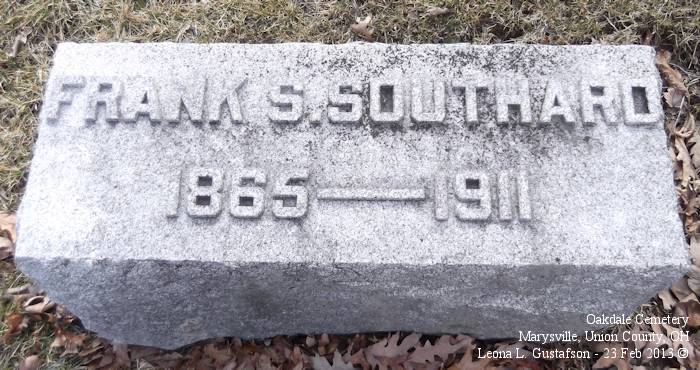 FRANK S. SOUTHARD
1865—1911
Oakdale Cemetery
Marysville, Union County, OH
Leona L. Gustafson - 23 Feb 2013 ©